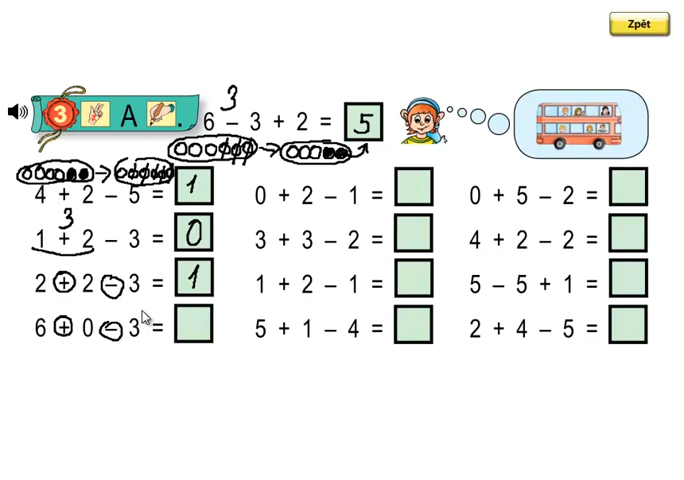 Zpět
3 A .
3
6 – 3 + 2 = 5
4 + 2 – 5 = 1
0 + 2 – 1 =
0 + 5 – 2 =
3
1 + 2 – 3 = 0
3 + 3 – 2 =
4 + 2 – 2 =
2 + 2 – 3 = 1
1 + 2 – 1 =
5 – 5 + 1 =
6 + 0 – 3 =
5 + 1 – 4 =
2 + 4 – 5 =